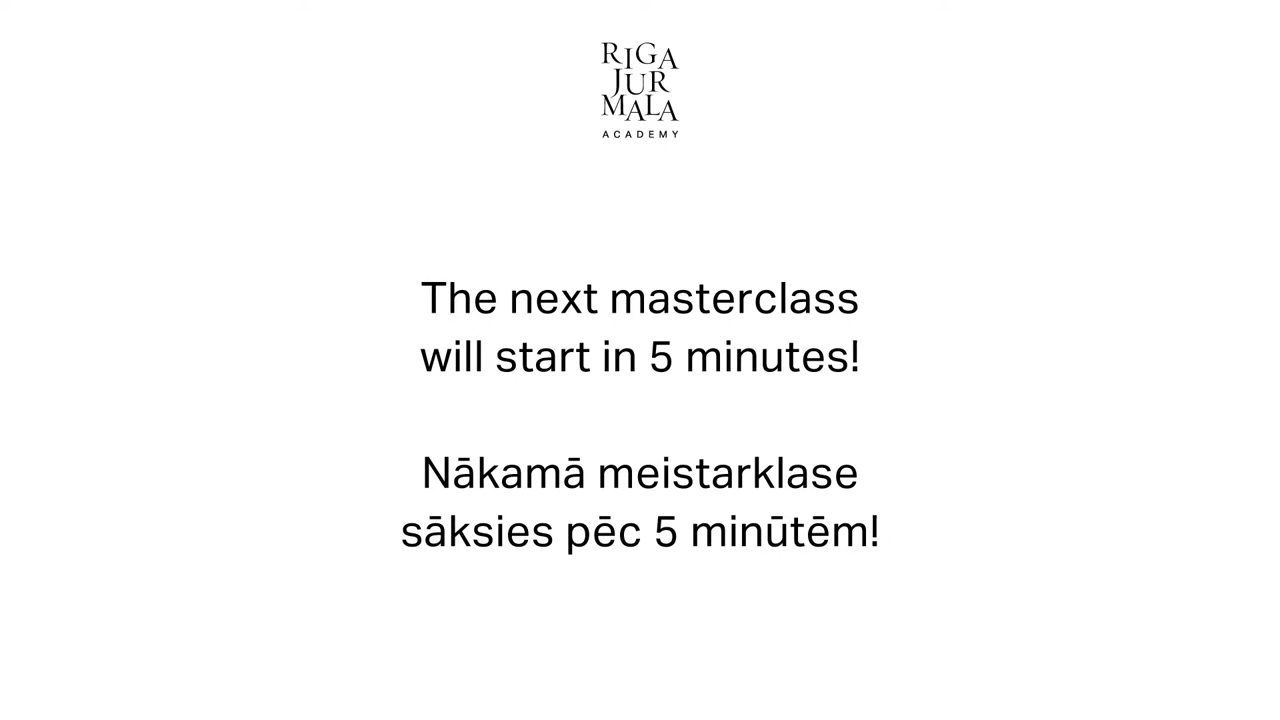 RIGA
JUR
MALA
ACADEMY
The next masterclass
will start in 5 minutes!
Nākamā meistarklase
sāksies pēc 5 minūtēm!